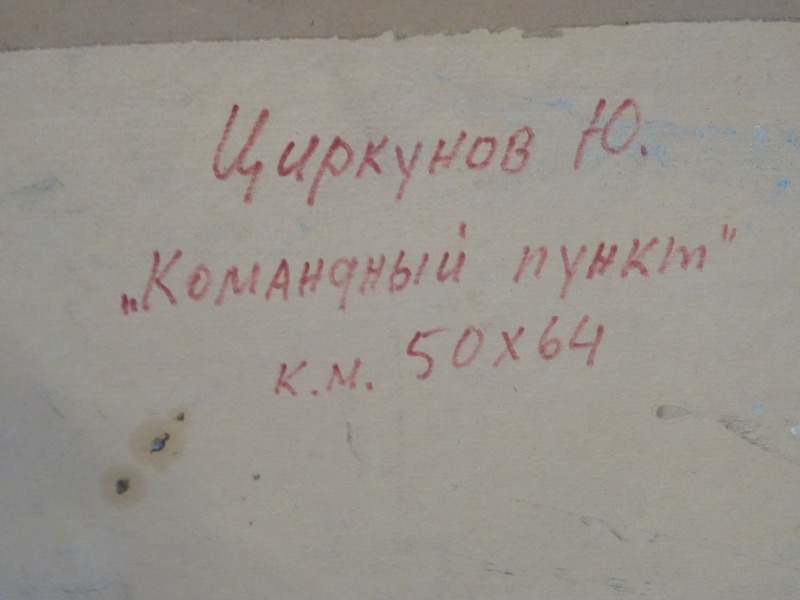 Циркунов Ю.
„Командный пункт"
к.м. 50х64